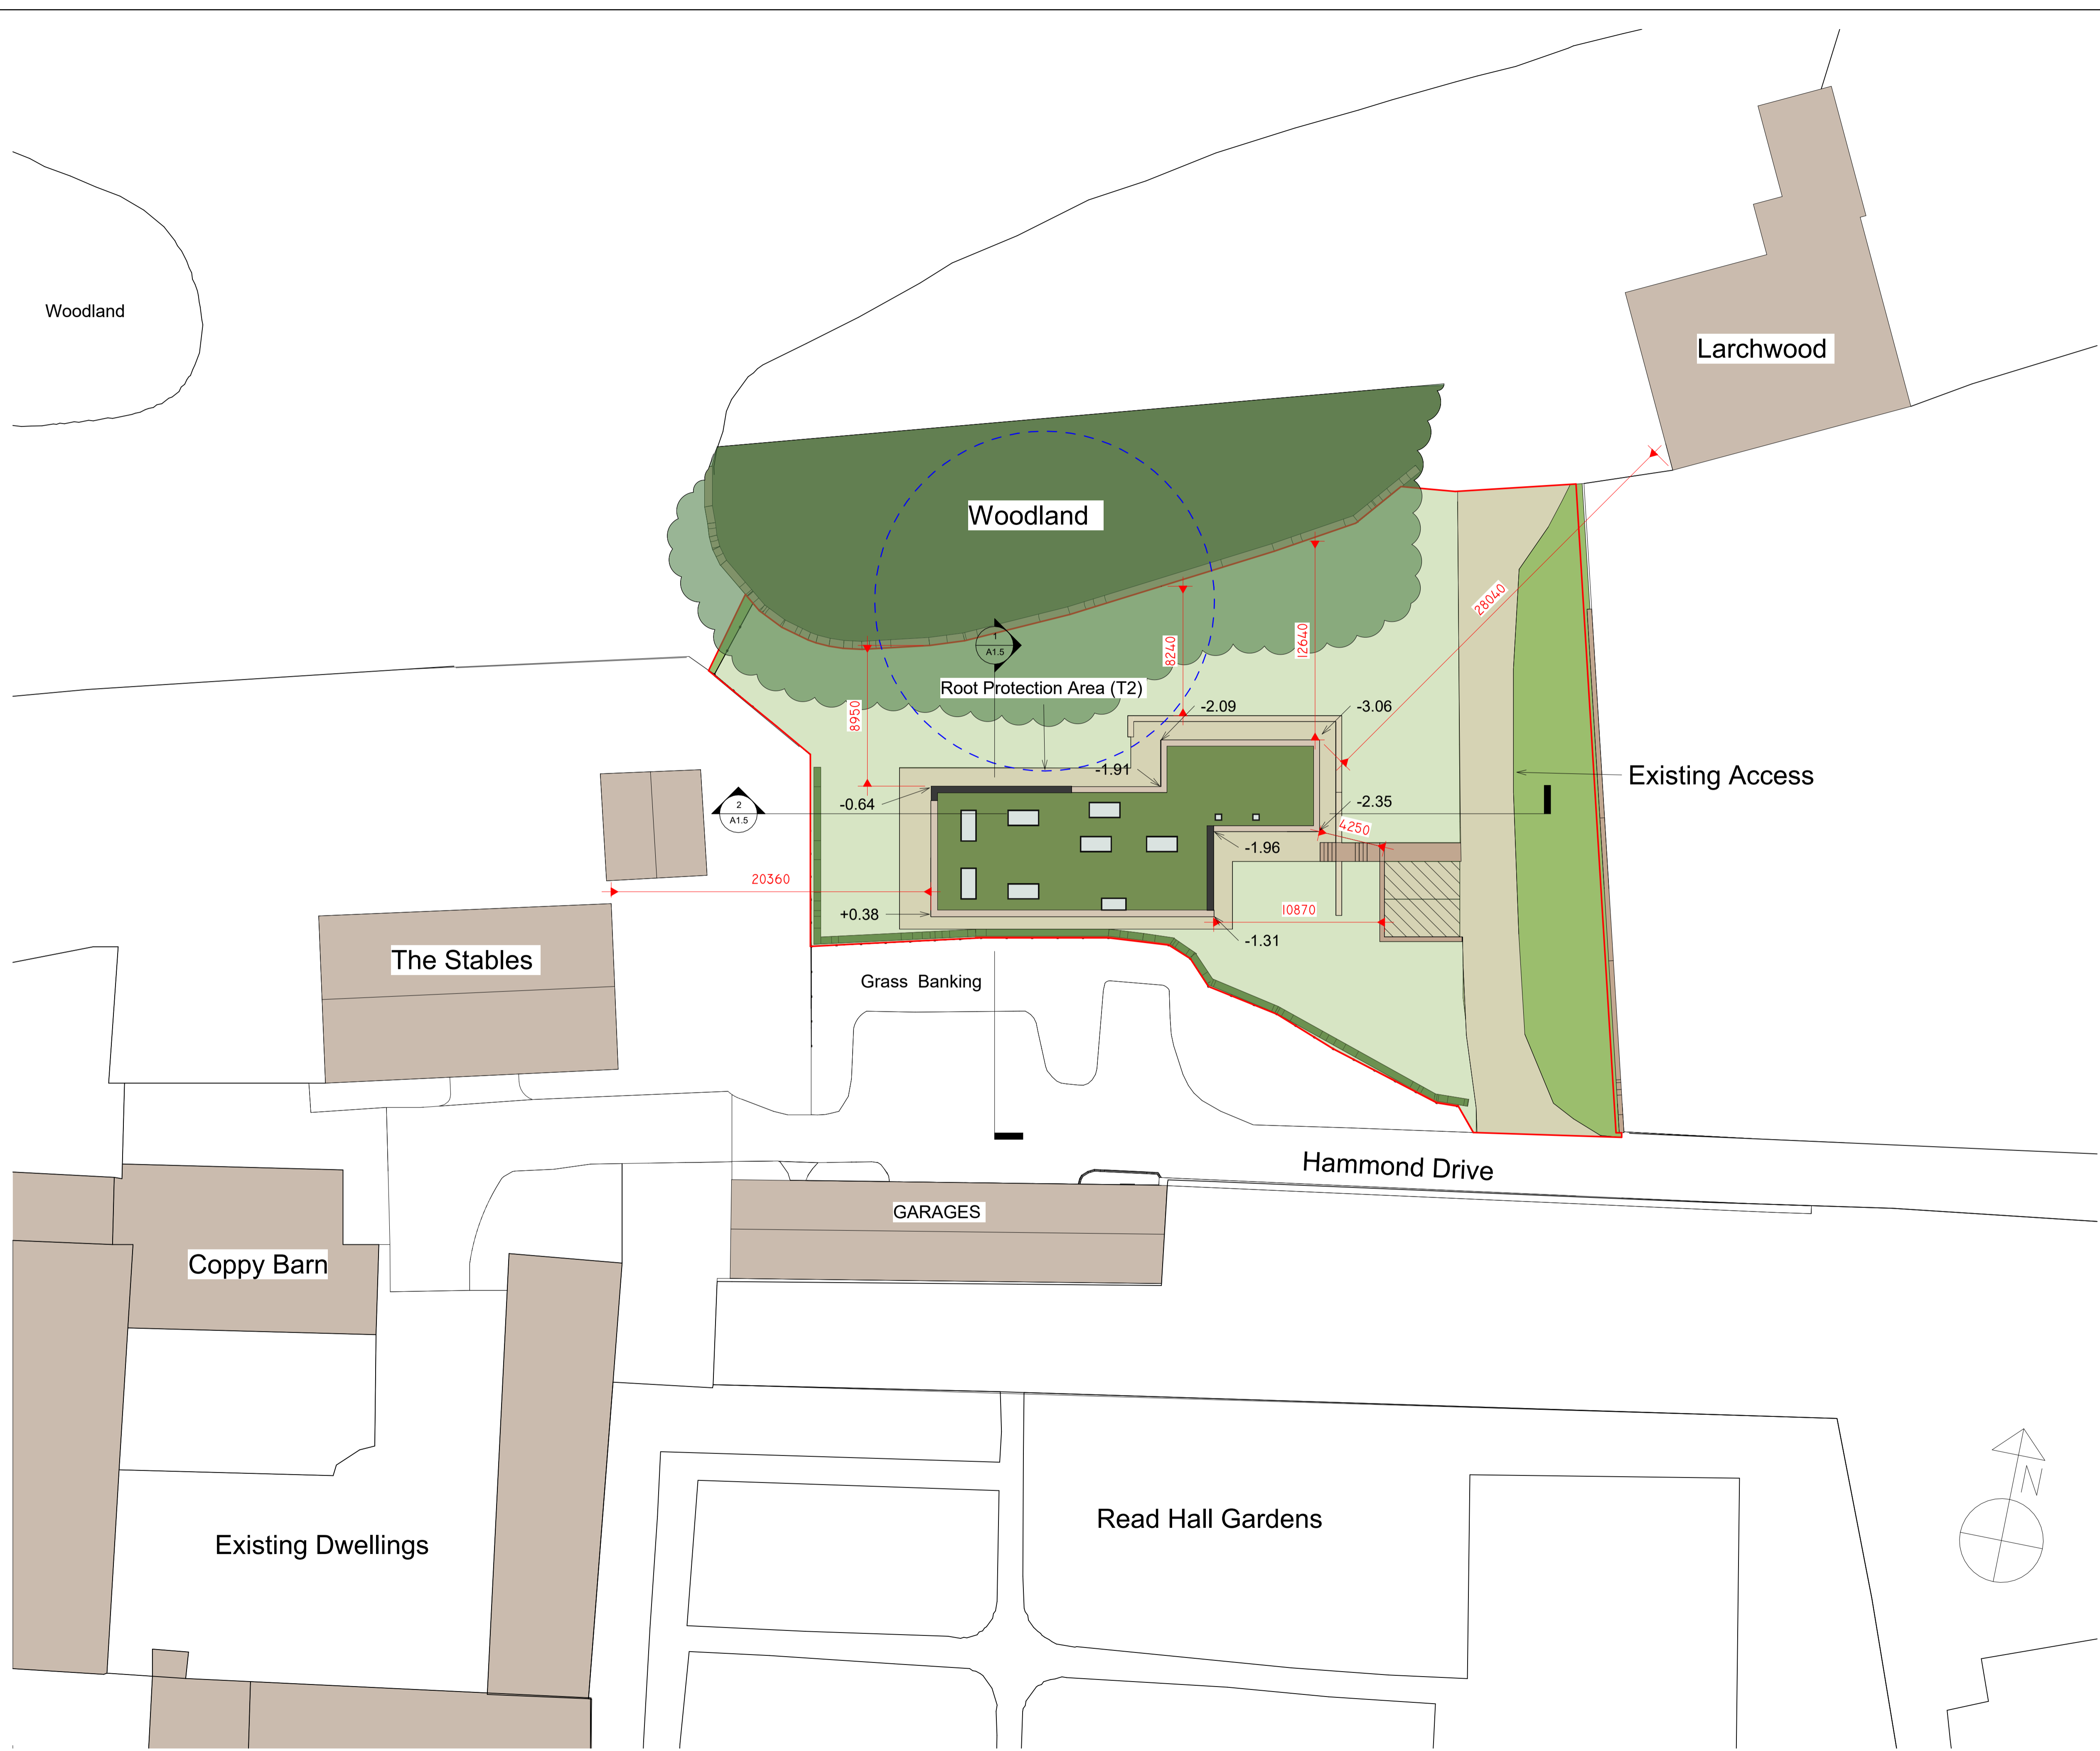 Woodland
Larchwood
Woodland
28040
12640
8240
1
A1.5
Root Protection Area (T2)
8950
-2.09
-3.06
-1.91
Existing Access
-0.64
-2.35
2
A1.5
4250
-1.96
20360
+0.38
10870
-1.31
The Stables
Grass Banking
Hammond Drive
GARAGES
Coppy Barn
N
Read Hall Gardens
Existing Dwellings